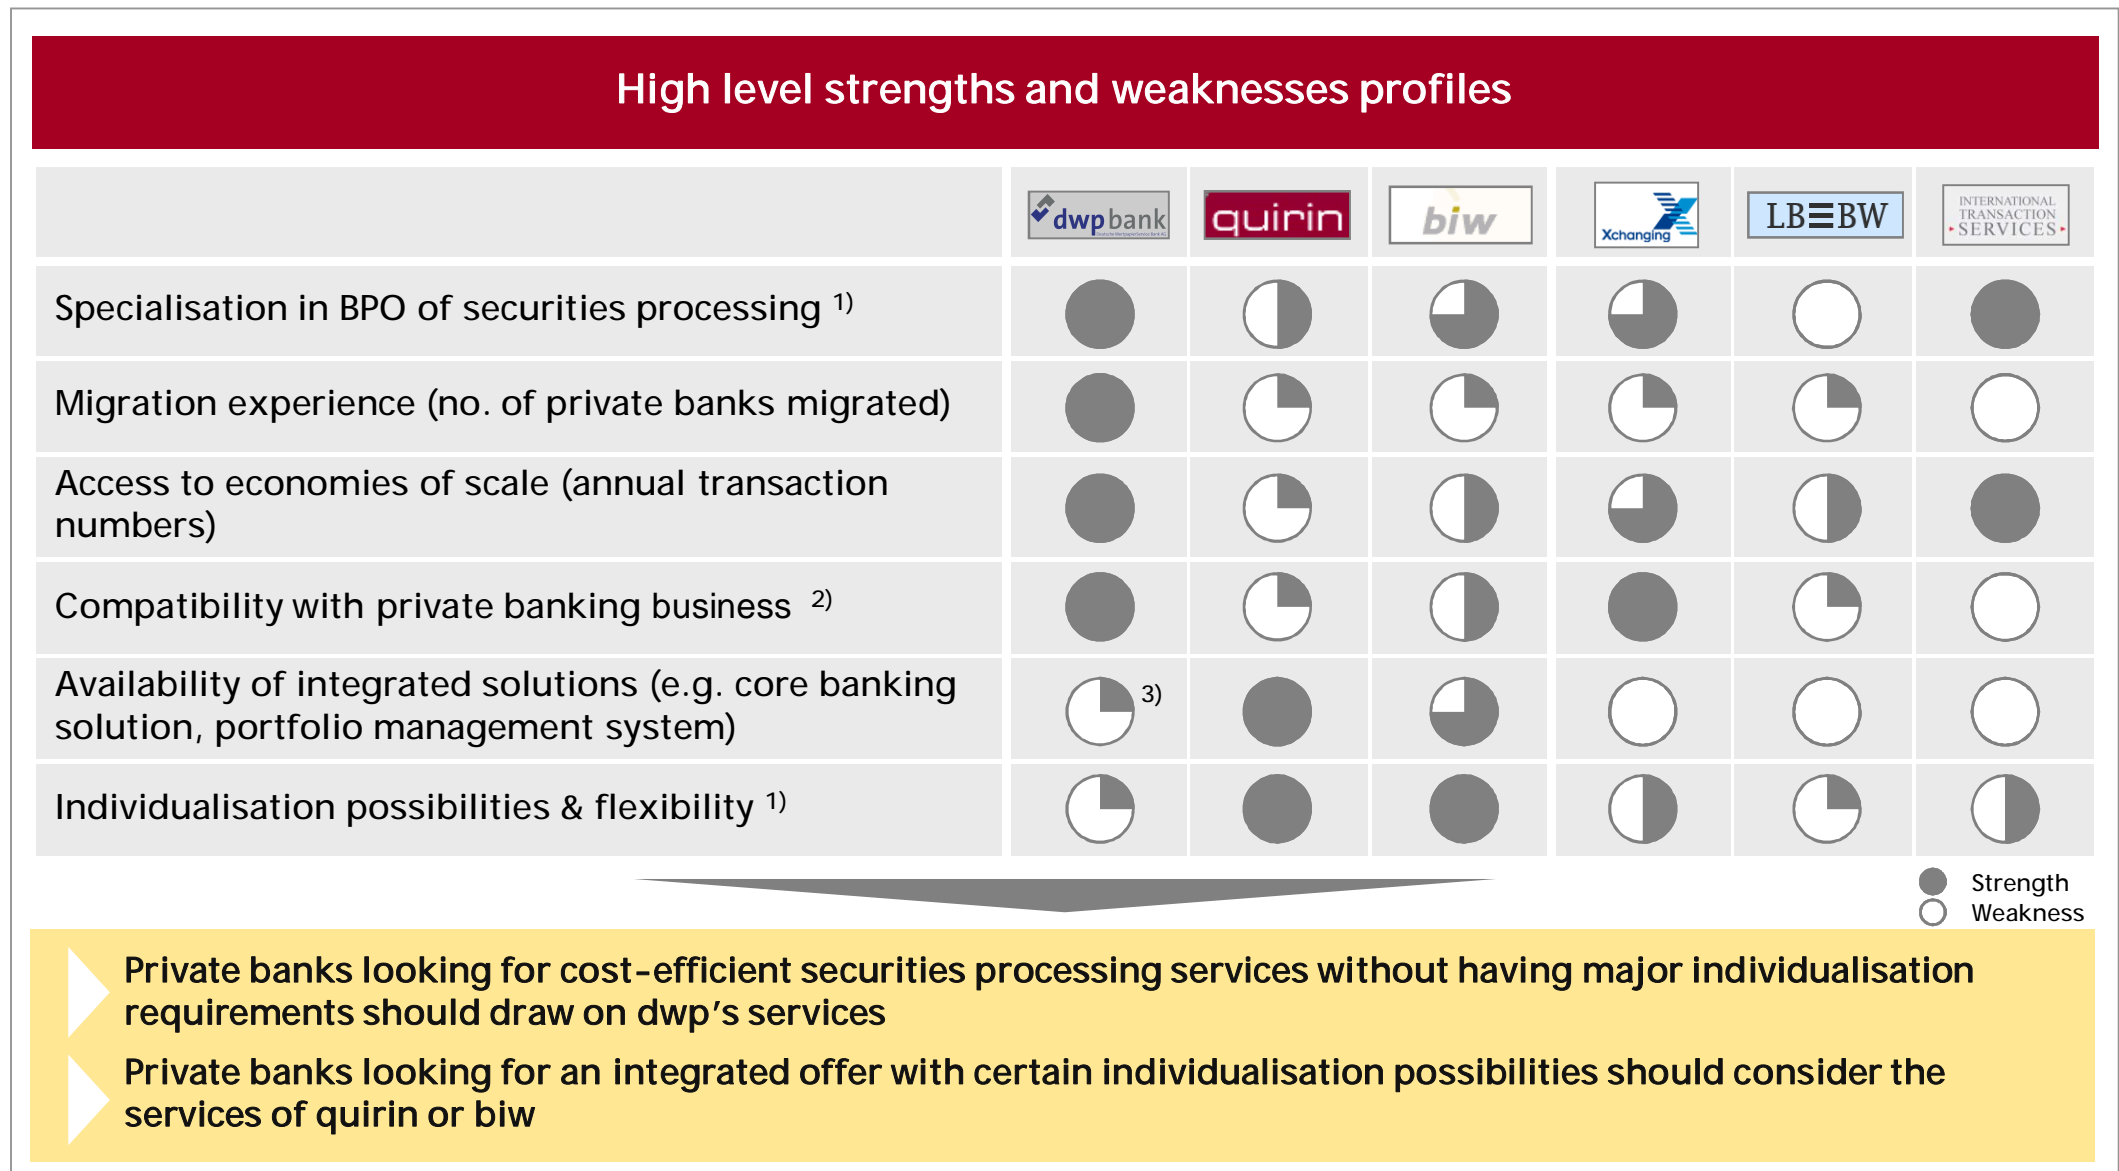 High level strengths and weaknesses profiles
dwpbank quirin biw Xchanging LB☰BW INTERNATIONAL
TRANSACTION
SERVICES
Specialisation in BPO of securities processing 1)
Migration experience (no. of private banks migrated)
Access to economies of scale (annual transaction
numbers)
Compatibility with private banking business 2)
Availability of integrated solutions (e.g. core banking
solution, portfolio management system)
3)
Individualisation possibilities & flexibility 1)
Strength
Weakness
Private banks looking for cost-efficient securities processing services without having major individualisation
requirements should draw on dwp's services
Private banks looking for an integrated offer with certain individualisation possibilities should consider the
services of quirin or biw